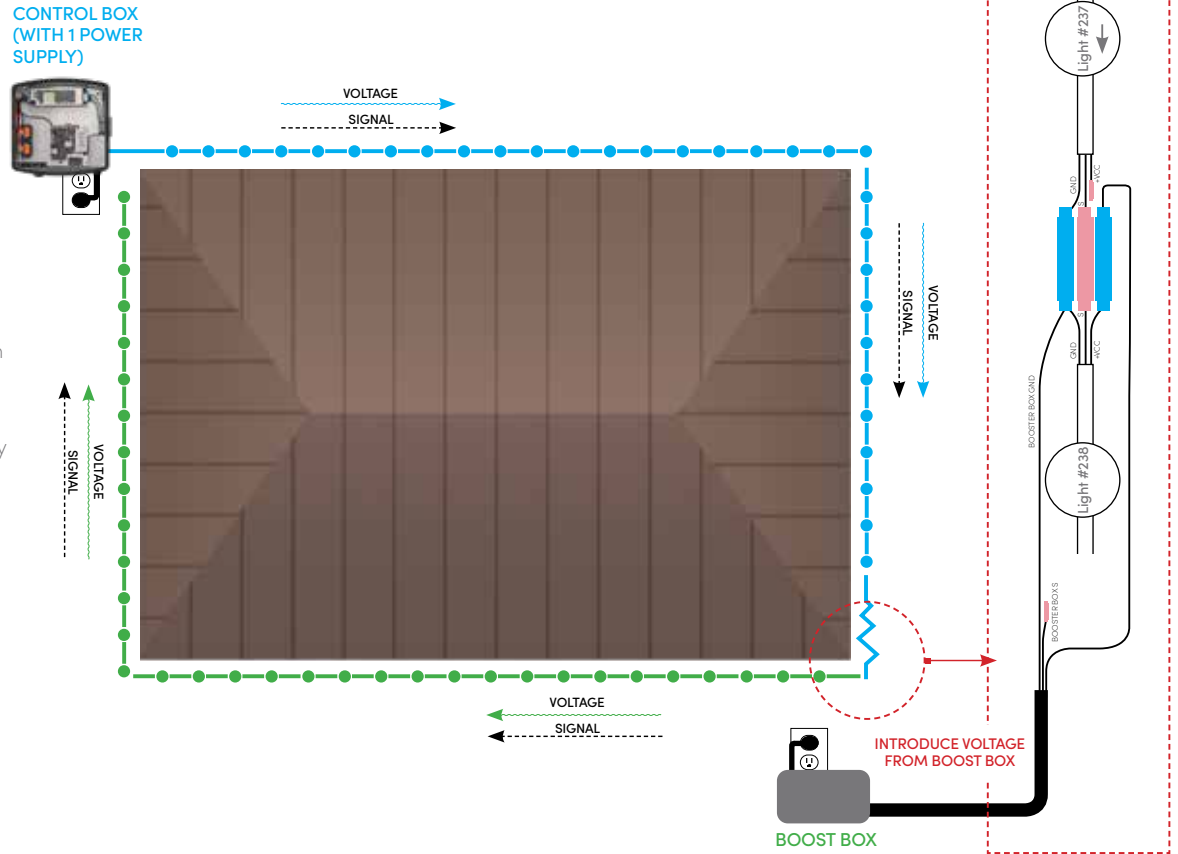 CONTROL BOX
(WITH 1 POWER
SUPPLY)
VOLTAGE
SIGNAL
SIGNAL
VOLTAGE
SIGNAL
VOLTAGE
VOLTAGE
SIGNAL
INTRODUCE VOLTAGE
FROM BOOST BOX
BOOST BOX
Light #237
GND
S
+VCC
S
GND
+VCC
BOOSTER BOX GND
Light #238
BOOSTER BOX S
n
y